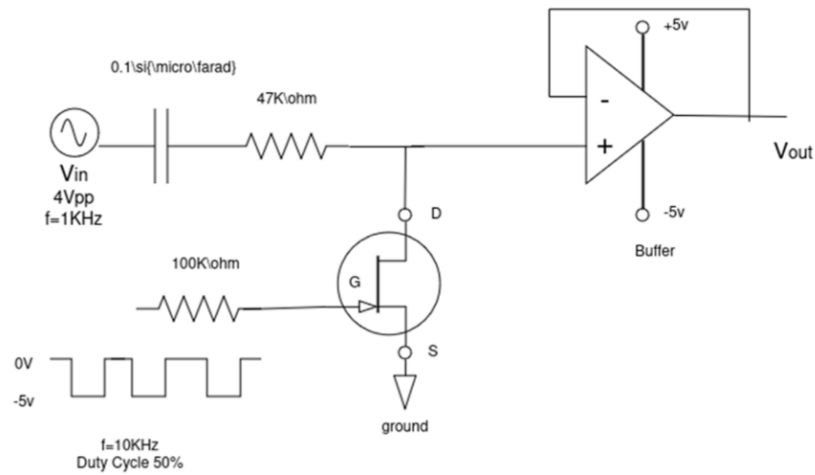 0.1\si{\micro\farad}
47K\ohm
Vin
4Vpp
f=1KHz
+5v
-
+
Vout
-5v
Buffer
D
100K\ohm
G
S
0V
-5v
ground
f=10KHz
Duty Cycle 50%